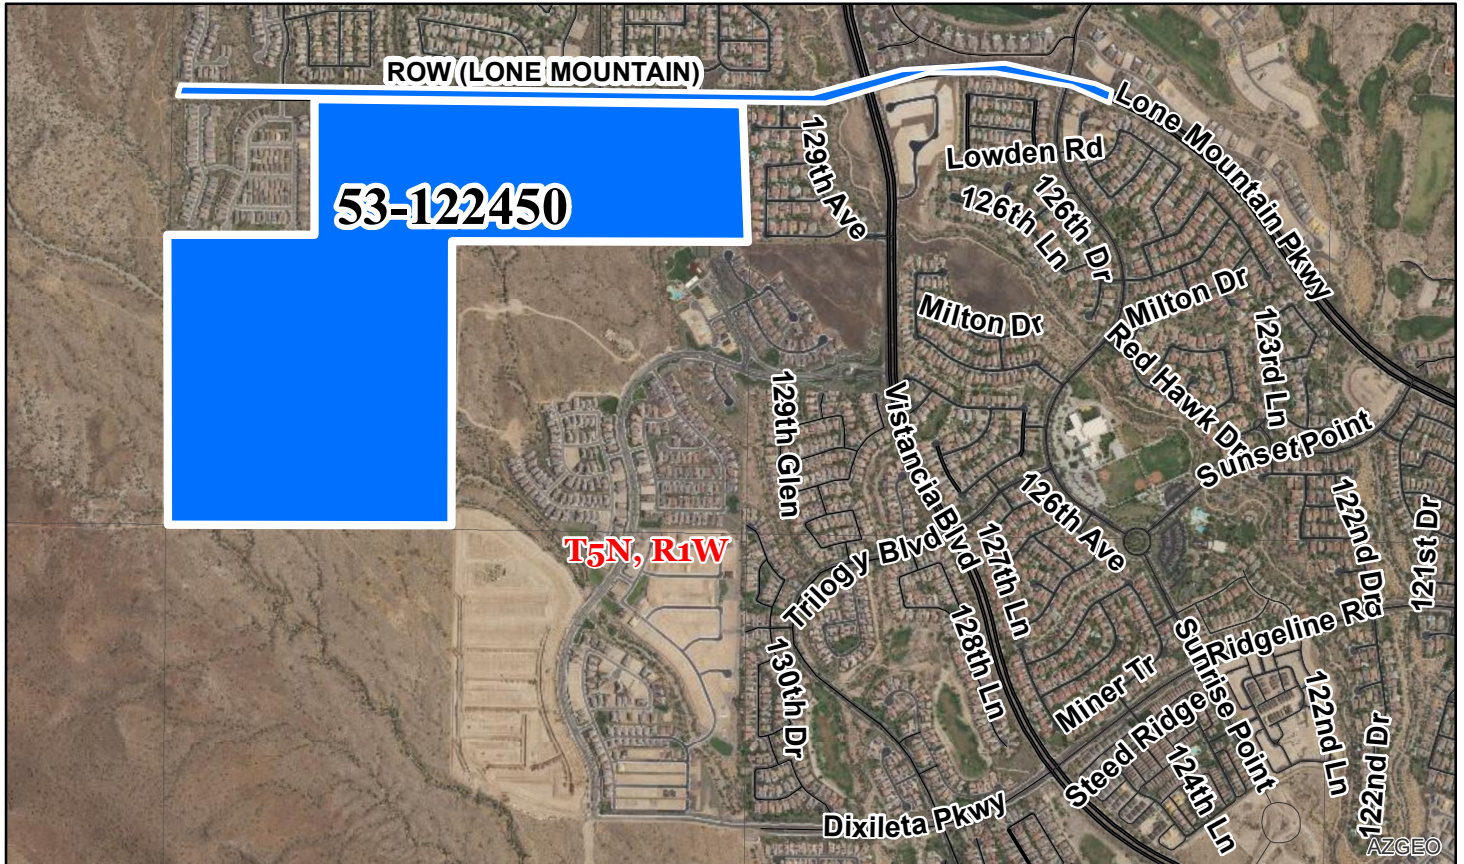 ROW (LONE MOUNTAIN)
Lone Mountain Pkwy
129th Ave
Lowden Rd
126th Dr
126th Ln
53-122450
Milton Dr
Milton Dr
Red Hawk Dr
123rd Ln
129th Glen
Vistancia Blvd
Sunset Point
126th Ave
122nd Dr
121st Dr
T5N, R1W
Trilogy Blvd
127th Ln
128th Ln
130th Dr
Sunrise Point
Ridgeline Rd
Miner Tr
Steed Ridge
122nd Ln
122nd Dr
124th Ln
Dixileta Pkwy
AZGEO